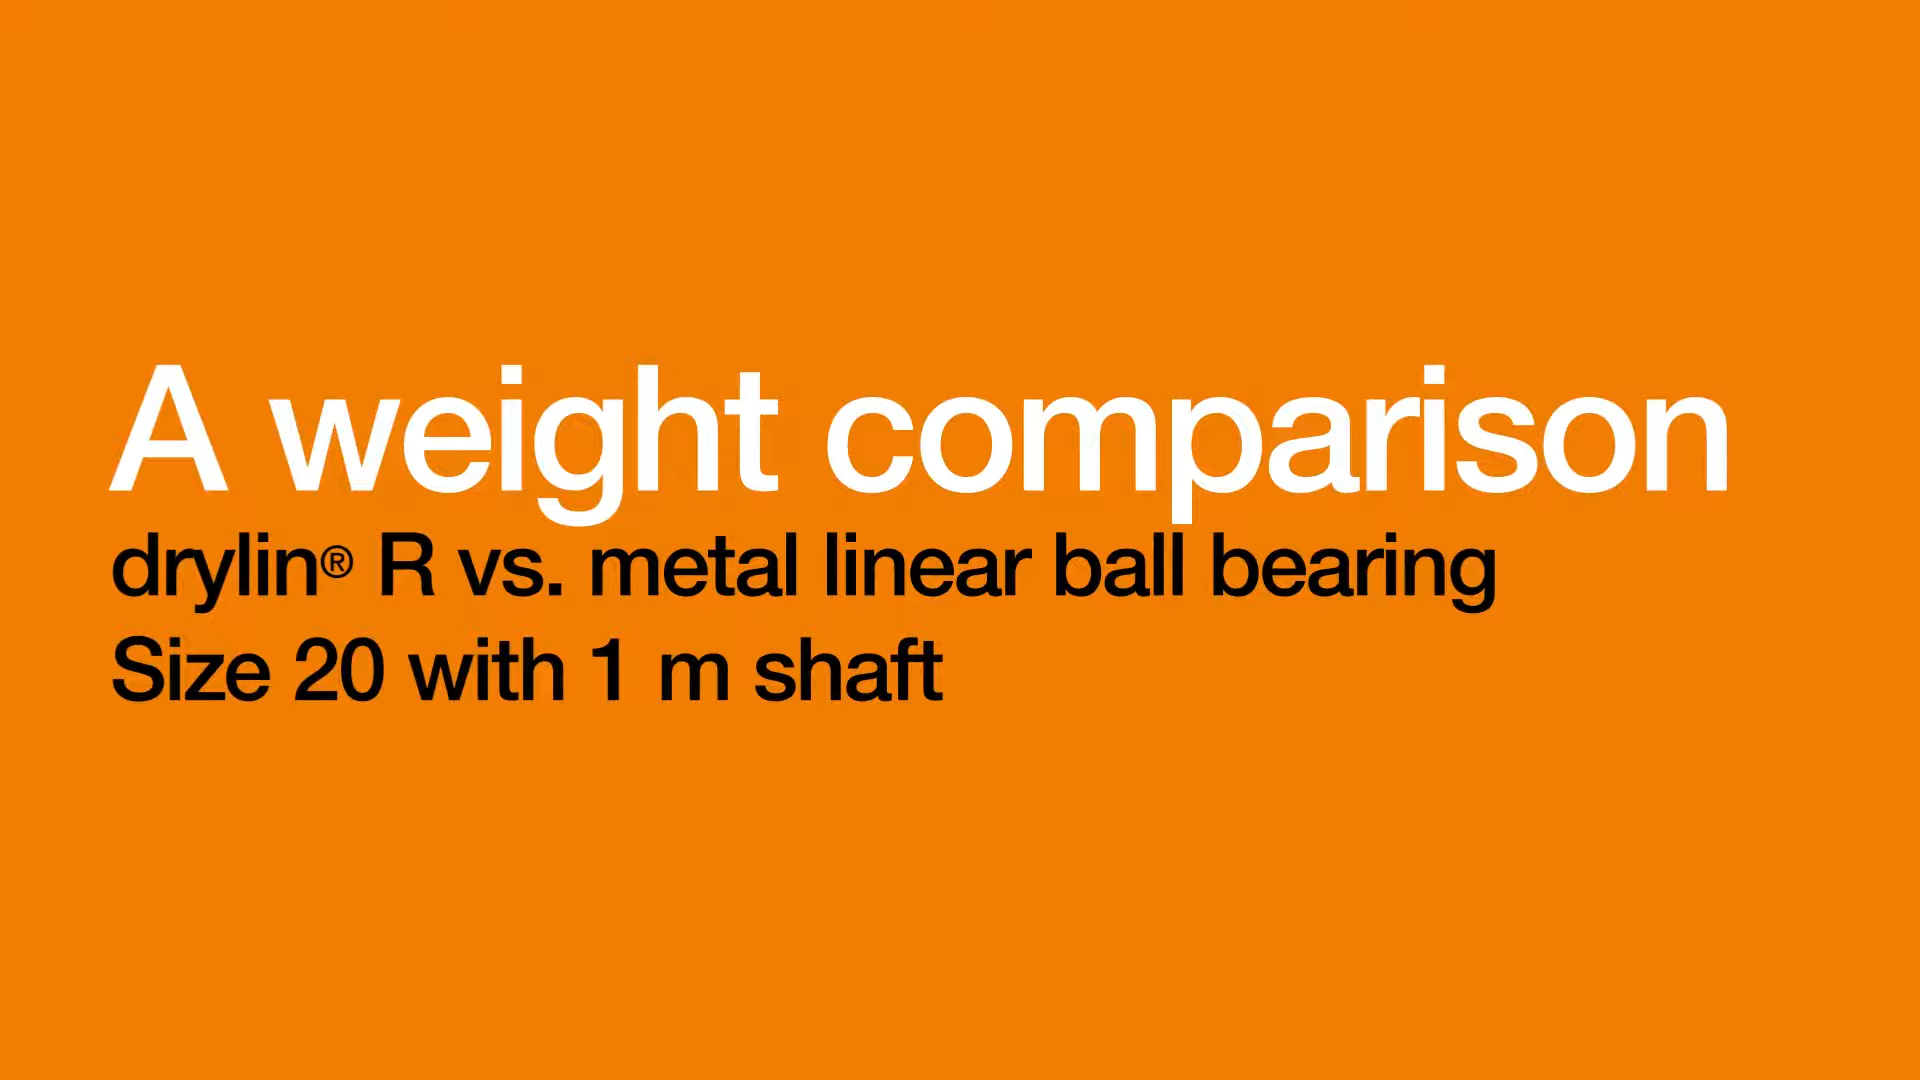 A weight comparison
drylin® R vs. metal linear ball bearing
Size 20 with 1 m shaft